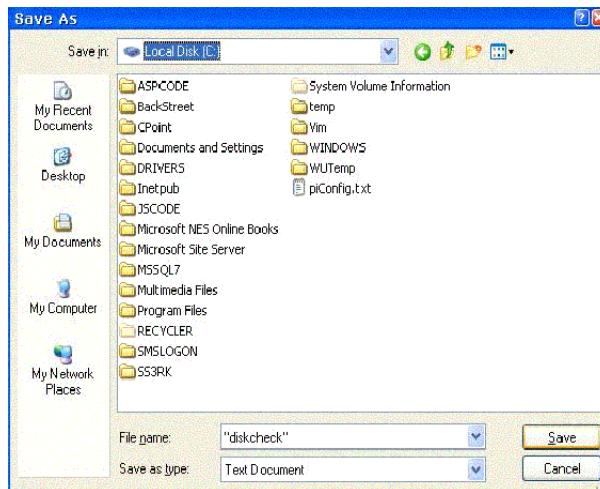 Save As
Save in:
Local Disk (C:)
My Recent
Documents
Desktop
My Documents
My Computer
My Network
Places
ASPCODE
BackStreet
CPoint
Documents and Settings
DRIVERS
Inetpub
JSCODE
Microsoft NES Online Books
Microsoft Site Server
MSSQL7
Multimedia Files
Program Files
RECYCLER
SMSLOGON
SS3RK
System Volume Information
temp
Vim
WINDOWS
WUTemp
piConfig.txt
File name:
"diskcheck"
Save
Save as type:
Text Document
Cancel